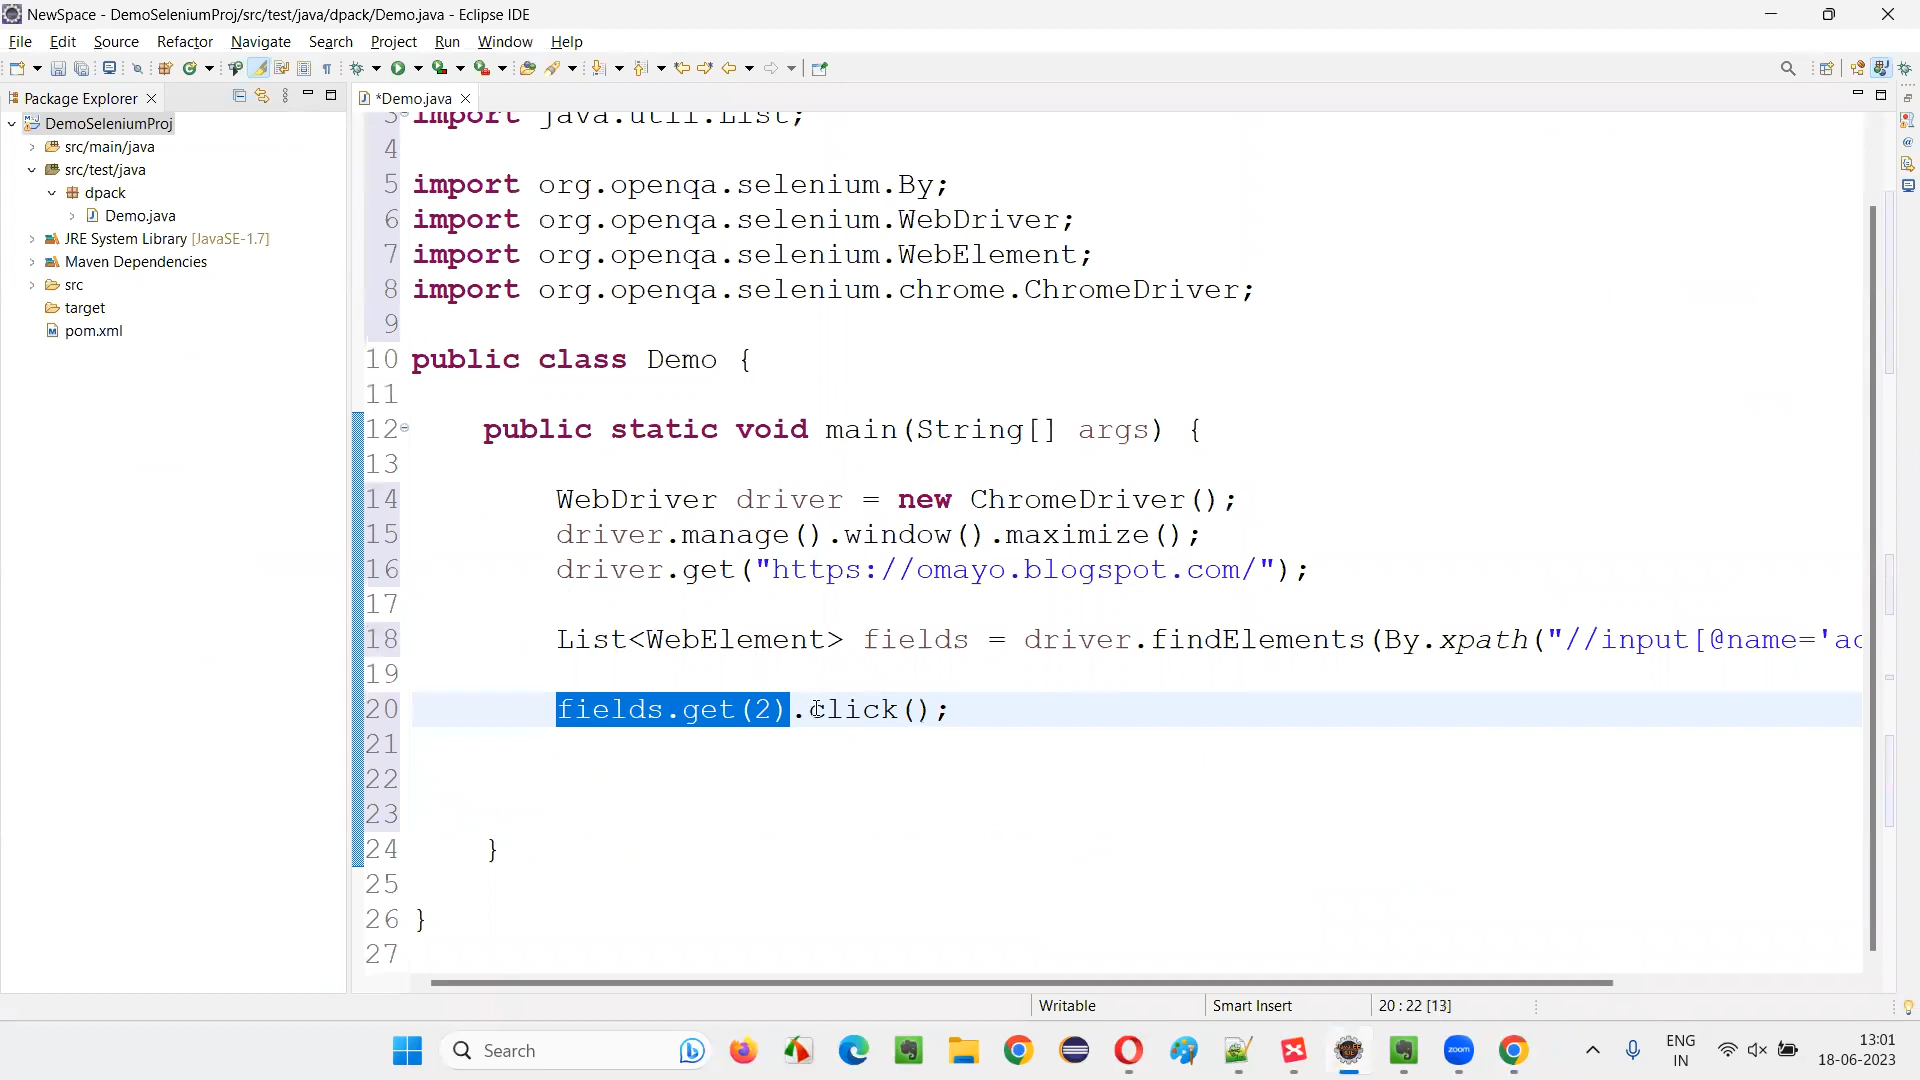 NewSpace - DemoSeleniumProj/src/test/java/dpack/Demo.java - Eclipse IDE
File Edit Source Refactor Navigate Search Project Run Window Help
Package Explorer
*Demo.java
DemoSeleniumProj
src/main/java
src/test/java
dpack
Demo.java
JRE System Library [JavaSE-1.7]
Maven Dependencies
src
target
pom.xml
3 import java.util.List;
4
5 import org.openqa.selenium.By;
6 import org.openqa.selenium.WebDriver;
7 import org.openqa.selenium.WebElement;
8 import org.openqa.selenium.chrome.ChromeDriver;
9
10 public class Demo {
11
12 public static void main(String[] args) {
13
14 WebDriver driver = new ChromeDriver();
15 driver.manage().window().maximize();
16 driver.get("https://omayo.blogspot.com/");
17
18 List<WebElement> fields = driver.findElements(By.xpath("//input[@name='ac
19
20 fields.get(2).click();
21
22
23
24 }
25
26 }
27
Writable Smart Insert 20 : 22 [13]
Search
zoom
ENG
IN
13:01
18-06-2023